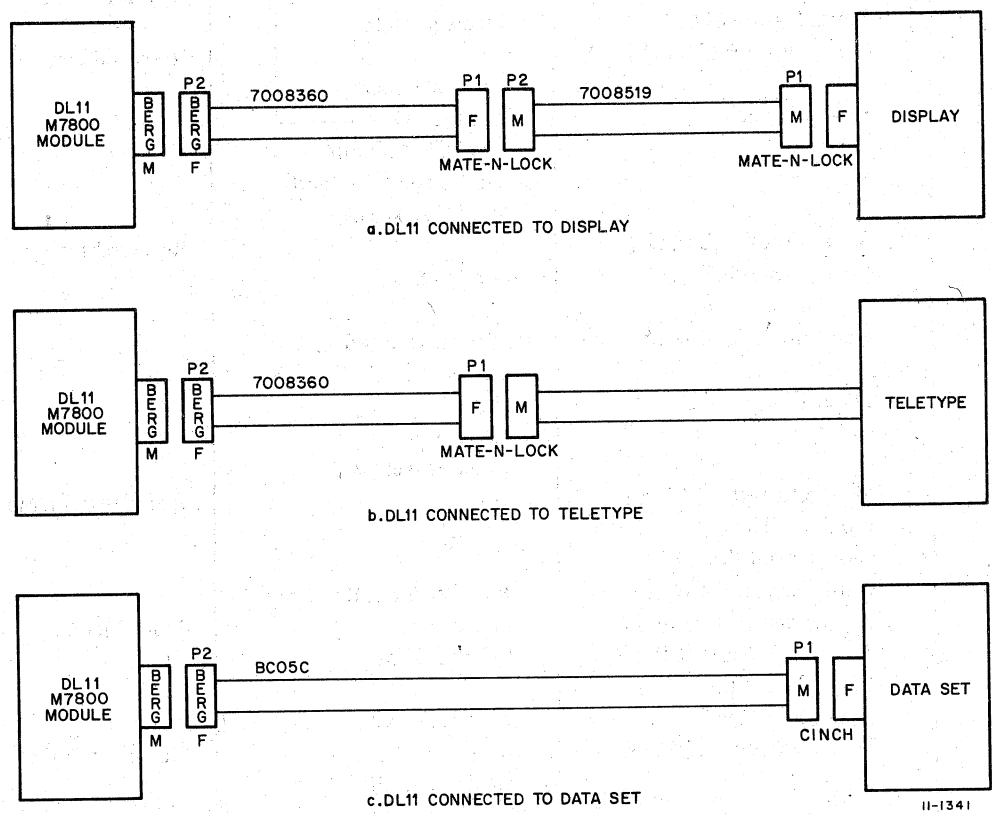 DL11
M7800
MODULE
BERG
M
P2
BERG
F
7008360
P1
F
P2
M
MATE-N-LOCK
7008519
P1
M
F
MATE-N-LOCK
DISPLAY
a.DL11 CONNECTED TO DISPLAY
DL11
M7800
MODULE
BERG
M
P2
BERG
F
7008360
P1
F
M
MATE-N-LOCK
TELETYPE
b.DL11 CONNECTED TO TELETYPE
DL11
M7800
MODULE
BERG
M
P2
BERG
F
BC05C
P1
M
F
CINCH
DATA SET
c.DL11 CONNECTED TO DATA SET
11-1341